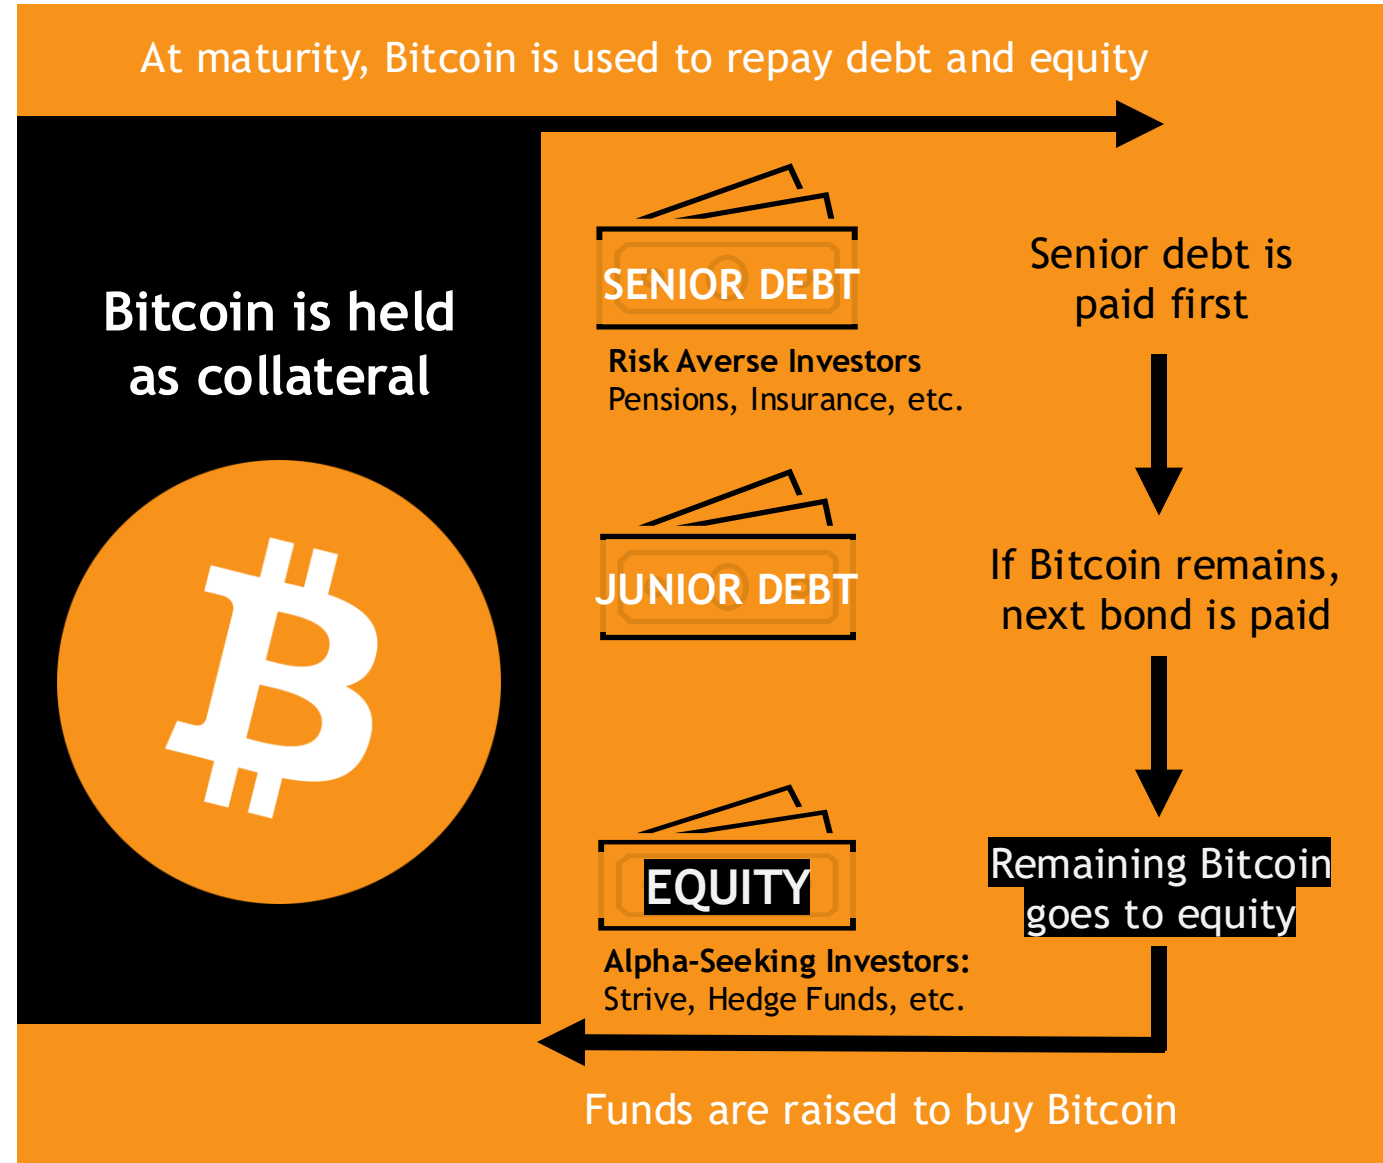 At maturity, Bitcoin is used to repay debt and equity
Bitcoin is held
as collateral
SENIOR DEBT
Risk Averse Investors
Pensions, Insurance, etc.
Senior debt is
paid first
JUNIOR DEBT
If Bitcoin remains,
next bond is paid
EQUITY
Alpha-Seeking Investors:
Strive, Hedge Funds, etc.
Remaining Bitcoin
goes to equity
Funds are raised to buy Bitcoin